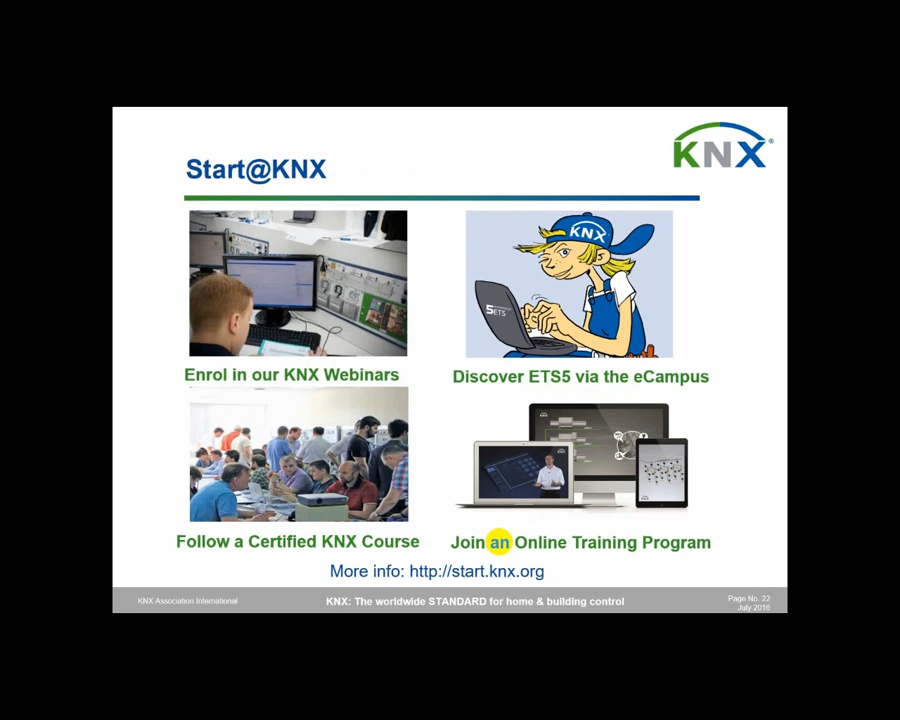 KNX®
Start@KNX
KNX
5ETS
Enrol in our KNX Webinars
Discover ETS5 via the eCampus
Follow a Certified KNX Course
Join an Online Training Program
More info: http://start.knx.org
KNX Association International
KNX: The worldwide STANDARD for home & building control
Page No. 22
July 2016